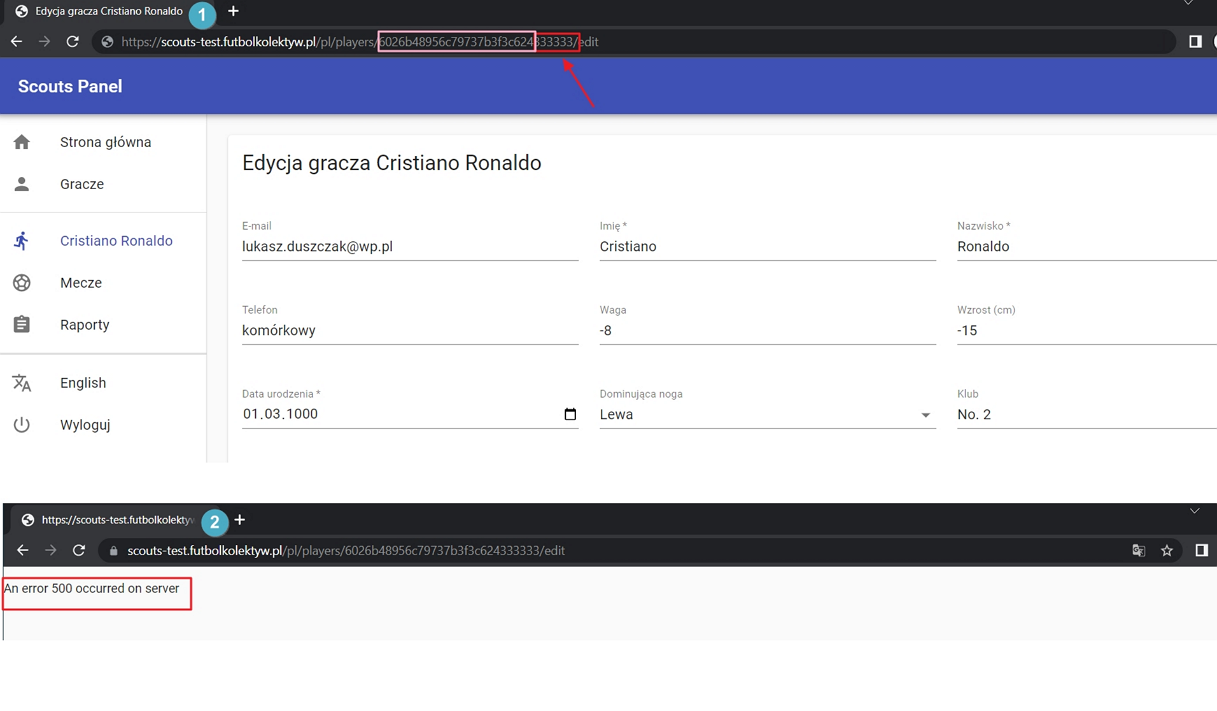 Edycja gracza Cristiano Ronaldo
1
https://scouts-test.futbolkolektyw.pl/pl/players/6026b48956c79737b3f3c624333333/edit
Scouts Panel
Strona główna
Gracze
Cristiano Ronaldo
Mecze
Raporty
English
Wyloguj
Edycja gracza Cristiano Ronaldo
E-mail Imię * Nazwisko *
lukasz.duszczak@wp.pl Cristiano Ronaldo
Telefon Waga Wzrost (cm)
komórkowy -8 -15
Data urodzenia * Dominująca noga Klub
01.03.1000 Lewa No. 2
https://scouts-test.futbolkolektyw
2
scouts-test.futbolkolektyw.pl/pl/players/6026b48956c79737b3f3c624333333/edit
An error 500 occurred on server